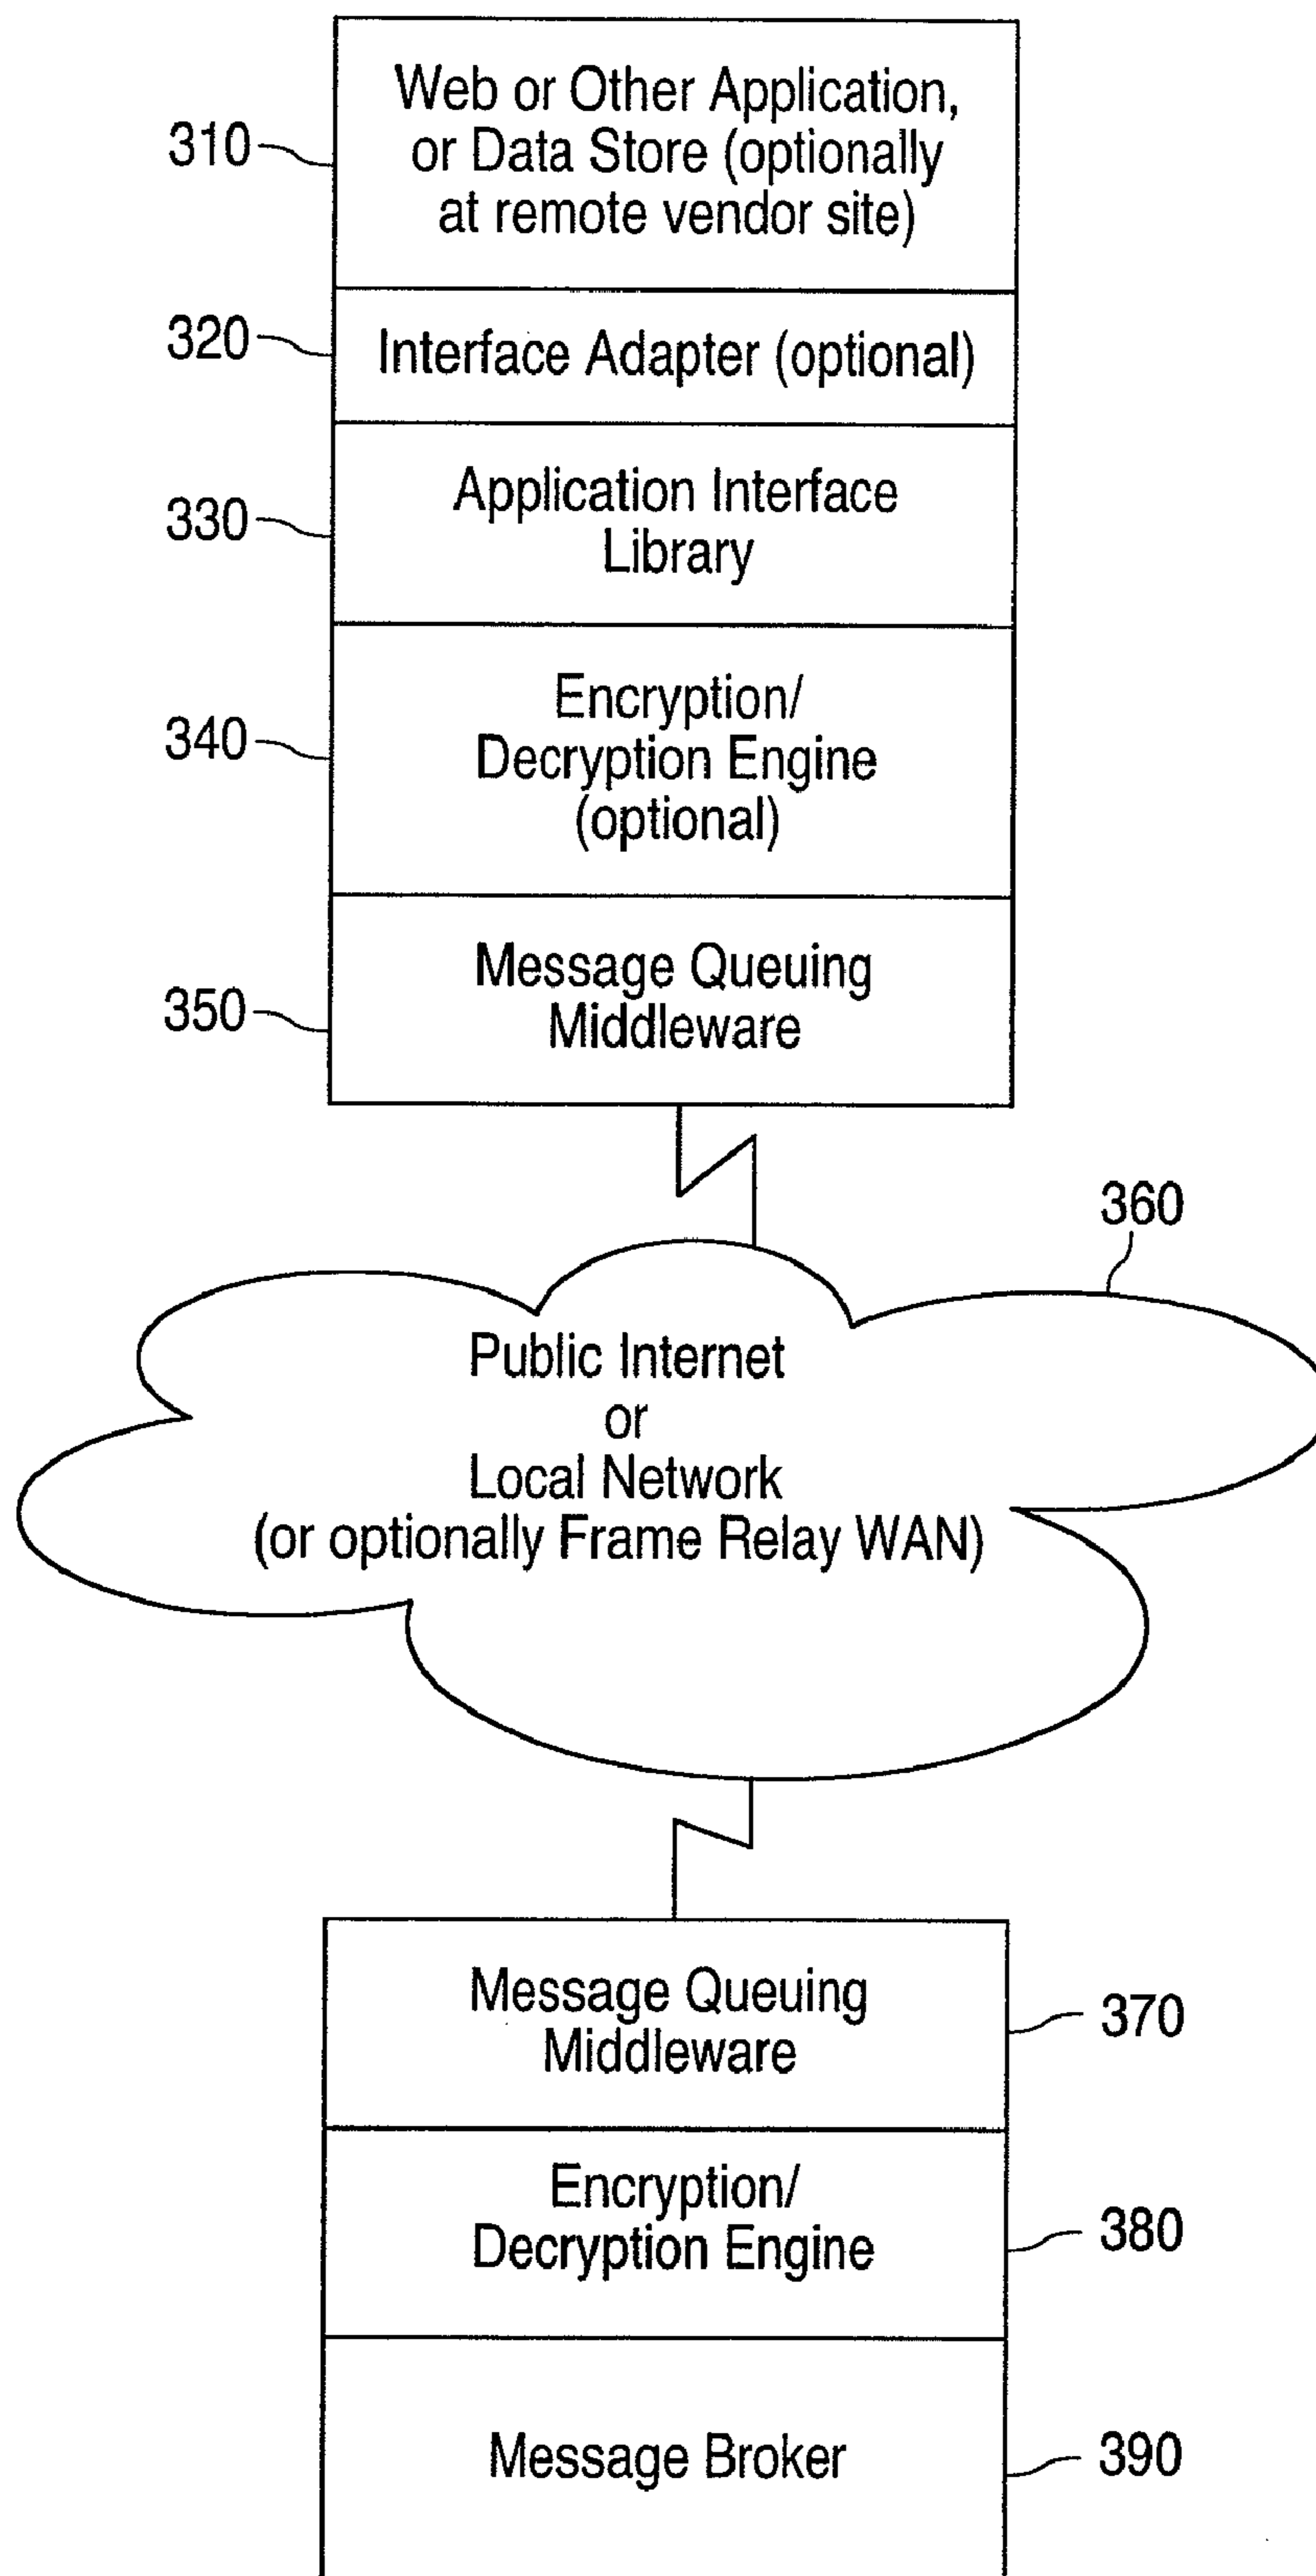 310
Web or Other Application,
or Data Store (optionally
at remote vendor site)
320
Interface Adapter (optional)
330
Application Interface
Library
340
Encryption/
Decryption Engine
(optional)
350
Message Queuing
Middleware
360
Public Internet
or
Local Network
(or optionally Frame Relay WAN)
Message Queuing
Middleware
370
Encryption/
Decryption Engine
380
Message Broker
390